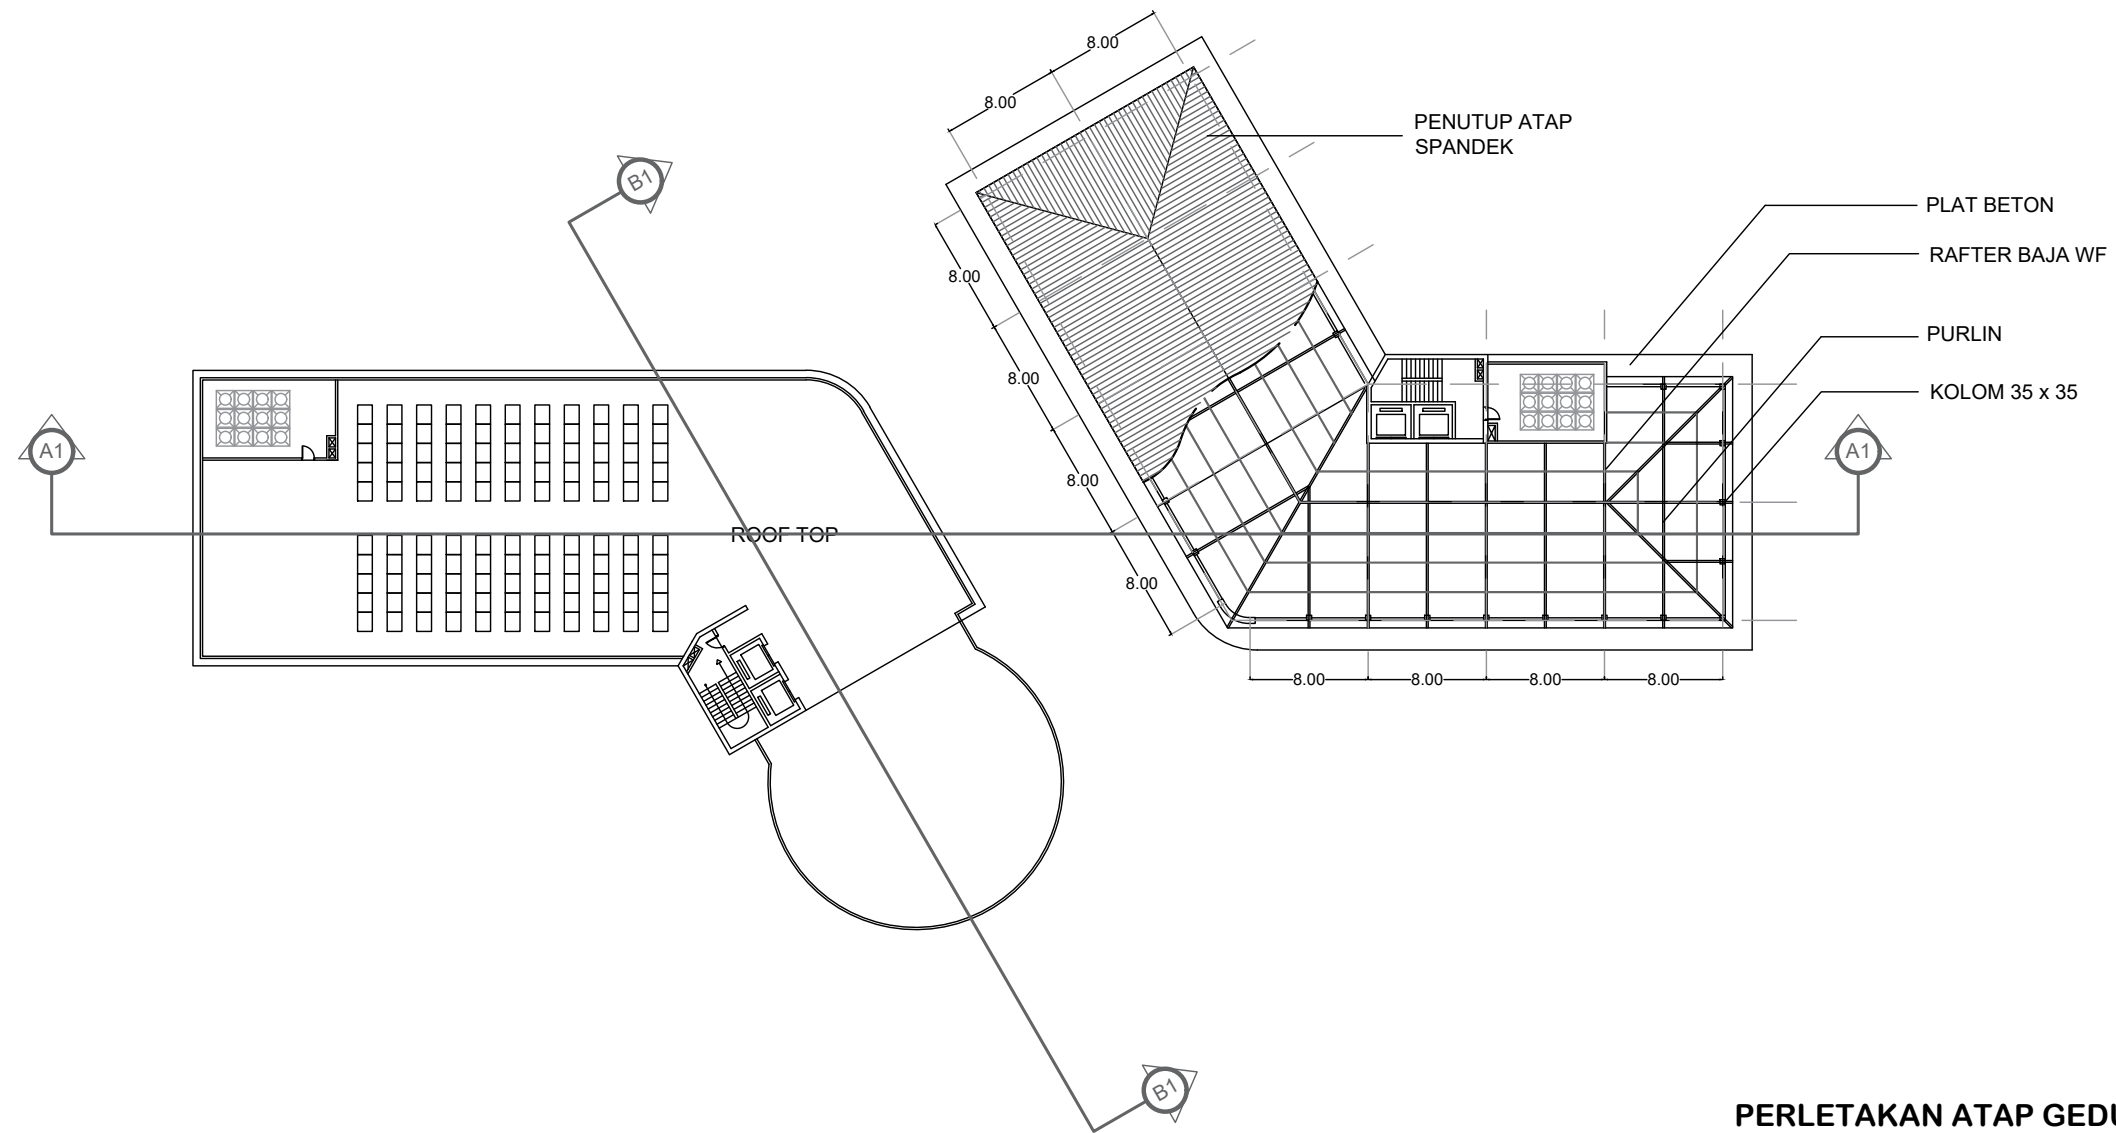 8.00
8.00
PENUTUP ATAP
SPANDEK
B1
PLAT BETON
RAFTER BAJA WF
8.00
PURLIN
8.00
KOLOM 35 x 35
A1
A1
8.00
ROOF TOP
8.00
8.00
8.00
8.00
8.00
B1
PERLETAKAN ATAP GEDU